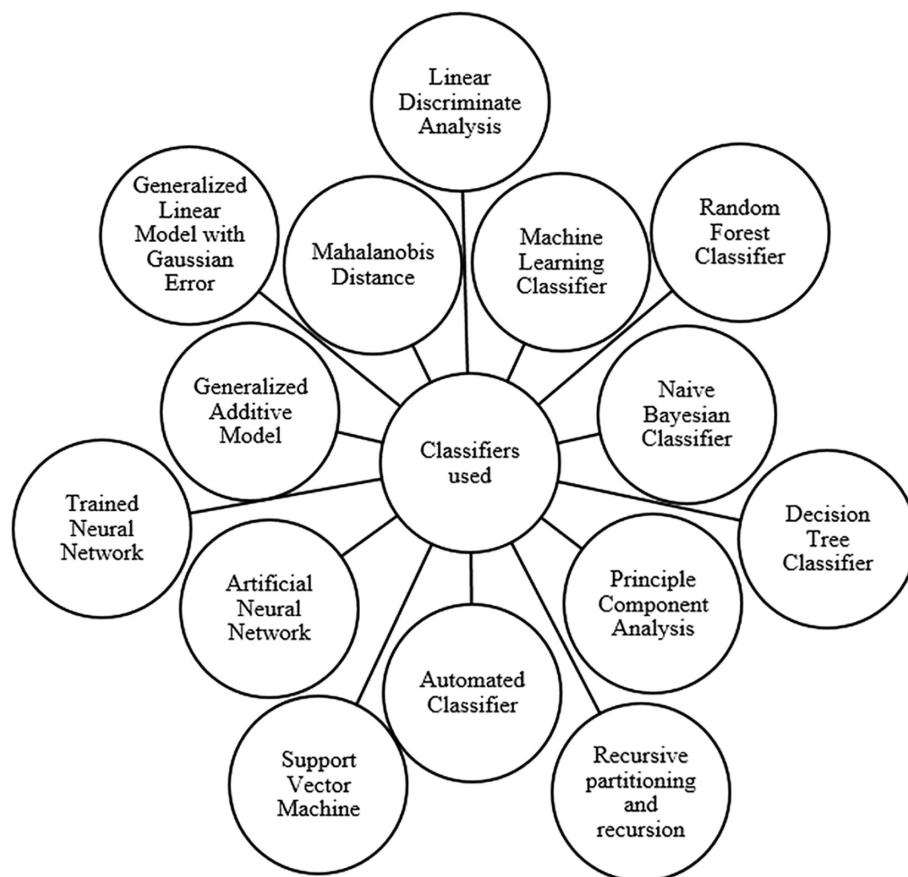 Linear
Discriminate
Analysis
Generalized
Linear
Model with
Gaussian
Error
Mahalanobis
Distance
Machine
Learning
Classifier
Random
Forest
Classifier
Generalized
Additive
Model
Classifiers
used
Naive
Bayesian
Classifier
Trained
Neural
Network
Decision
Tree
Classifier
Artificial
Neural
Network
Principle
Component
Analysis
Automated
Classifier
Support
Vector
Machine
Recursive
partitioning
and
recursion